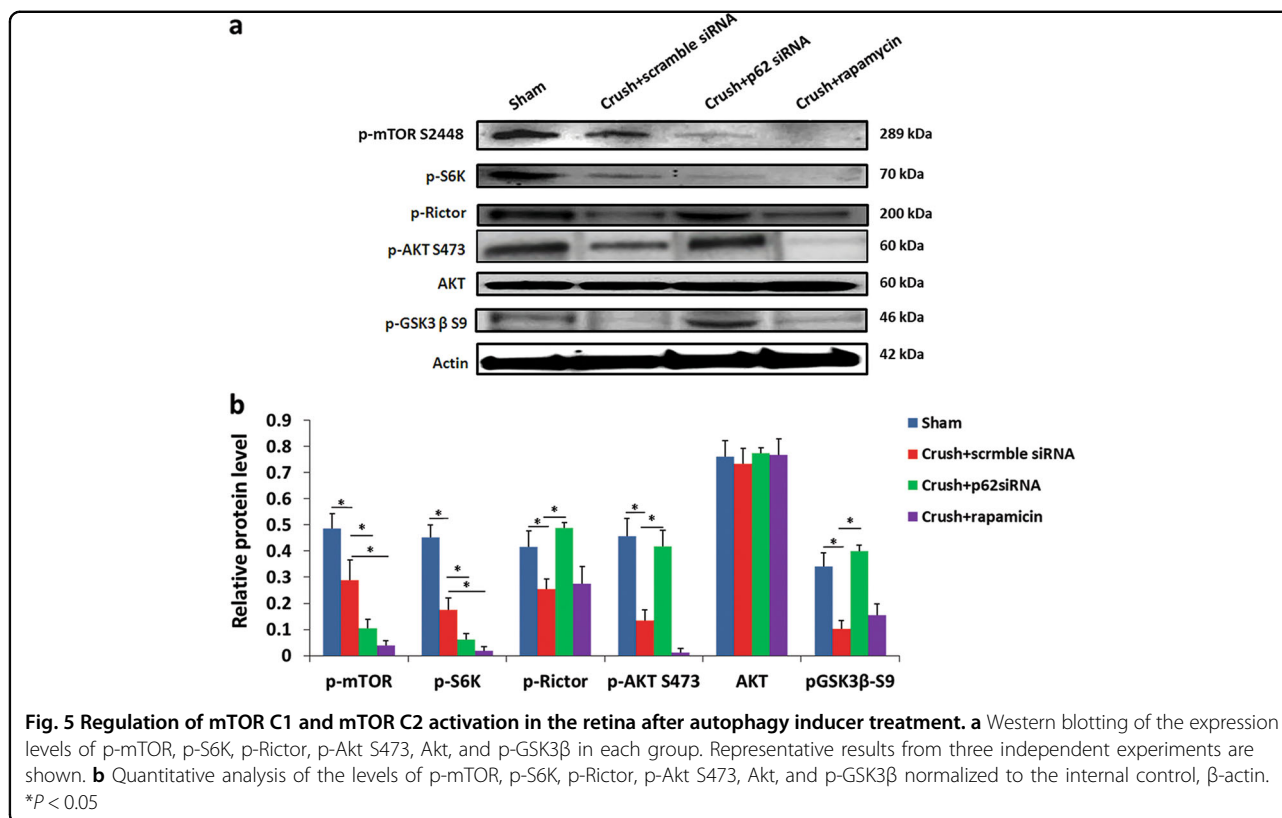 a
Sham
Crush+scramble siRNA
Crush+p62 siRNA
Crush+rapamycin
p-mTOR S2448
289 kDa
p-S6K
70 kDa
p-Rictor
200 kDa
p-AKT S473
60 kDa
AKT
60 kDa
p-GSK3 β S9
46 kDa
Actin
42 kDa
b
Relative protein level
0.9
0.8
0.7
0.6
0.5
0.4
0.3
0.2
0.1
0
* * *
* * *
* *
* *
* *
p-mTOR
p-S6K
p-Rictor
p-AKT S473
AKT
pGSK3β-S9
Sham
Crush+scrmble siRNA
Crush+p62siRNA
Crush+rapamicin
Fig. 5 Regulation of mTOR C1 and mTOR C2 activation in the retina after autophagy inducer treatment. a Western blotting of the expression
levels of p-mTOR, p-S6K, p-Rictor, p-Akt S473, Akt, and p-GSK3β in each group. Representative results from three independent experiments are
shown. b Quantitative analysis of the levels of p-mTOR, p-S6K, p-Rictor, p-Akt S473, Akt, and p-GSK3β normalized to the internal control, β-actin.
*P < 0.05